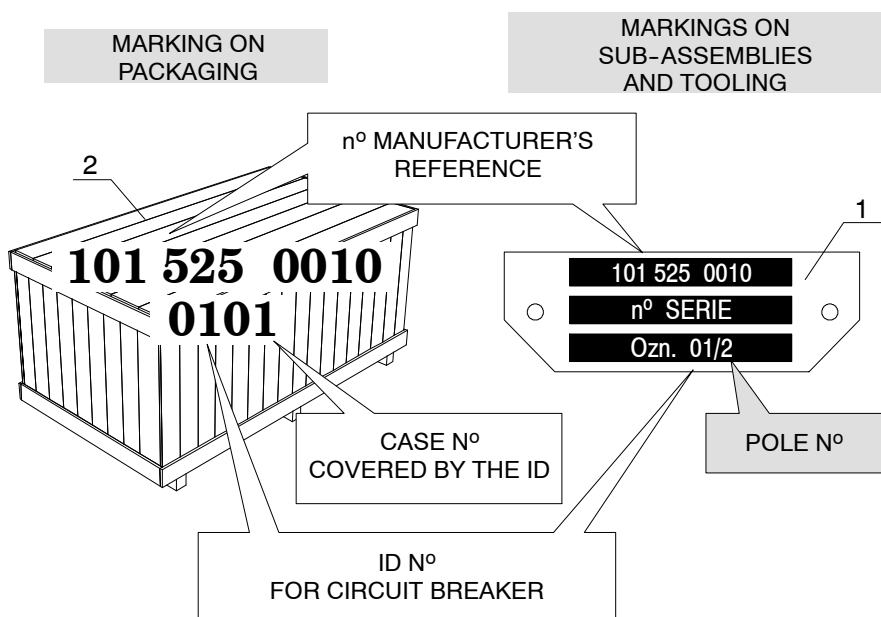 MARKING ON
PACKAGING
MARKINGS ON
SUB-ASSEMBLIES
AND TOOLING
nº MANUFACTURER'S
REFERENCE
2
1
101 525 0010
0101
101 525 0010
nº SERIE
Ozn. 01/2
CASE Nº
COVERED BY THE ID
POLE Nº
ID Nº
FOR CIRCUIT BREAKER